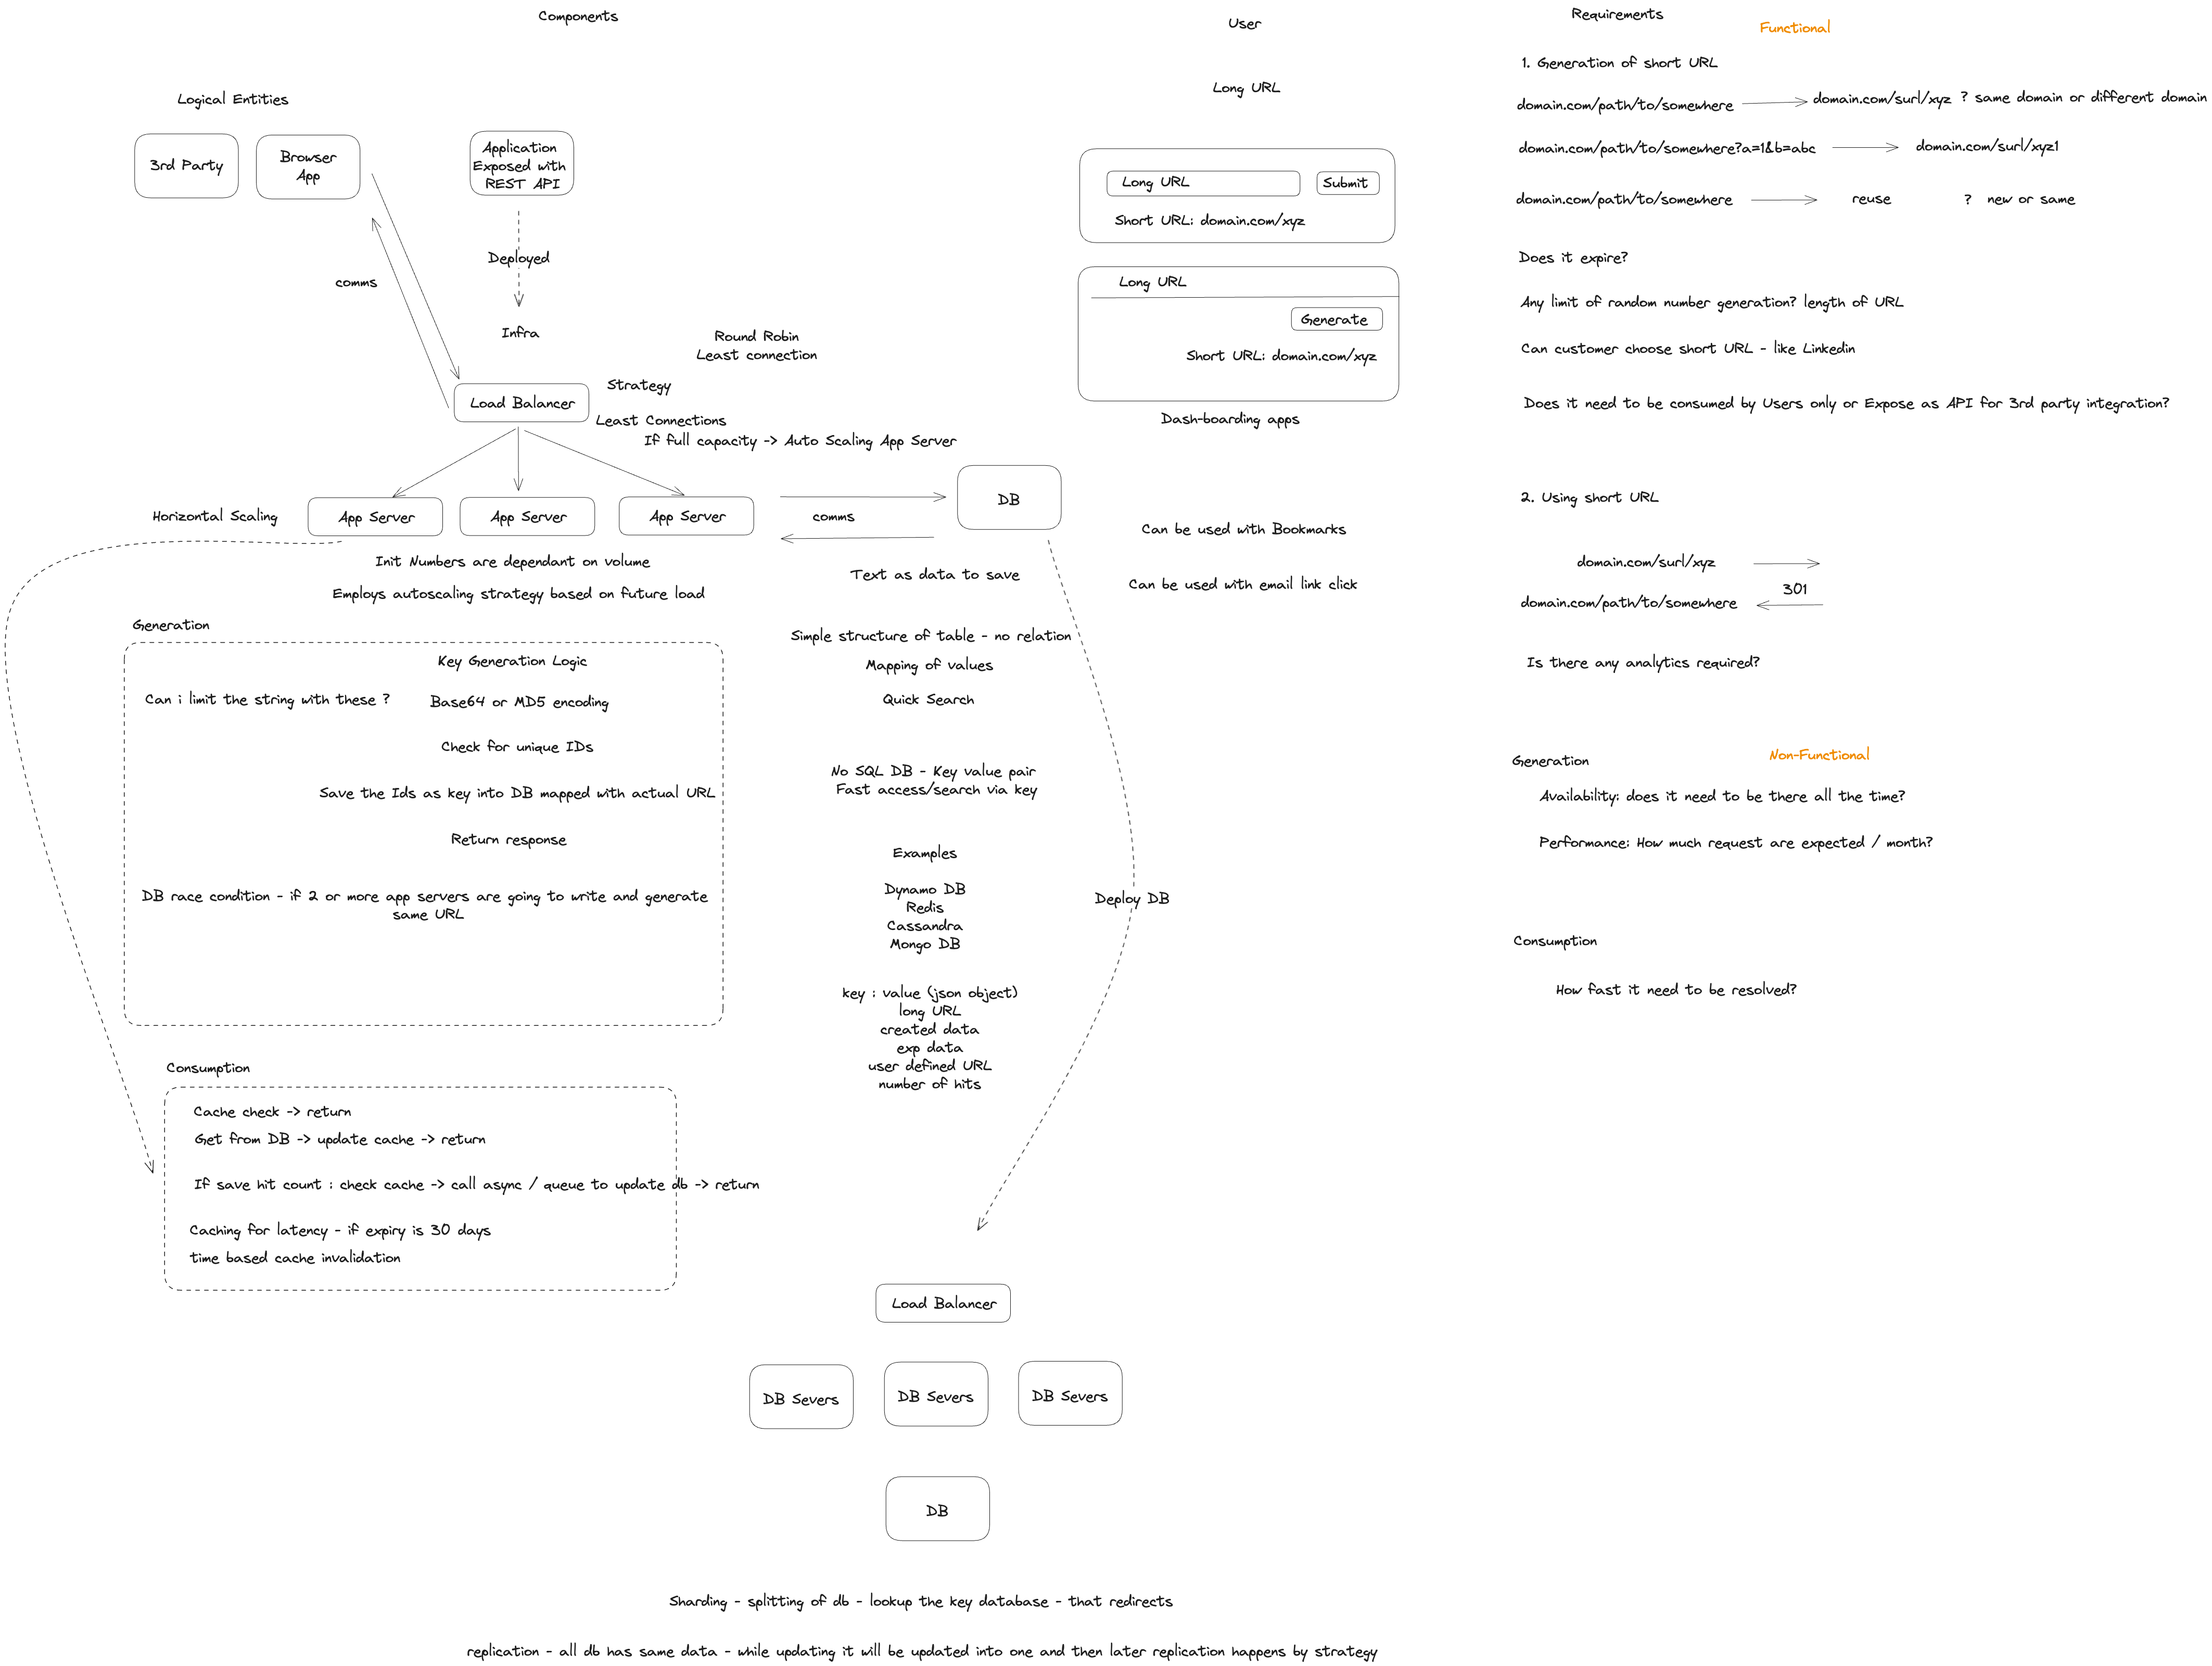 Components
Logical Entities
3rd Party
Browser
App
Application
Exposed with
REST API
Deployed
comms
Infra
Round Robin
Least connection
Strategy
Load Balancer
Least Connections
If full capacity -> Auto Scaling App Server
Horizontal Scaling
App Server
App Server
App Server
comms
DB
Init Numbers are dependant on volume
Employs autoscaling strategy based on future load
Generation
Key Generation Logic
Can i limit the string with these ?
Base64 or MD5 encoding
Check for unique IDs
Save the Ids as key into DB mapped with actual URL
Return response
DB race condition - if 2 or more app servers are going to write and generate
same URL
Consumption
Cache check -> return
Get from DB -> update cache -> return
If save hit count : check cache -> call async / queue to update db -> return
Caching for latency - if expiry is 30 days
time based cache invalidation
Text as data to save
Simple structure of table - no relation
Mapping of values
Quick Search
No SQL DB - Key value pair
Fast access/search via key
Examples
Dynamo DB
Redis
Cassandra
Mongo DB
key : value (json object)
long URL
created data
exp data
user defined URL
number of hits
Deploy DB
Load Balancer
DB Severs
DB Severs
DB Severs
DB
Sharding - splitting of db - lookup the key database - that redirects
replication - all db has same data - while updating it will be updated into one and then later replication happens by strategy
User
Long URL
Long URL
Submit
Short URL: domain.com/xyz
Long URL
Generate
Short URL: domain.com/xyz
Dash-boarding apps
Can be used with Bookmarks
Can be used with email link click
Requirements
Functional
1. Generation of short URL
domain.com/path/to/somewhere
domain.com/surl/xyz ? same domain or different domain
domain.com/path/to/somewhere?a=1&b=abc
domain.com/surl/xyz1
domain.com/path/to/somewhere
reuse
? new or same
Does it expire?
Any limit of random number generation? length of URL
Can customer choose short URL - like Linkedin
Does it need to be consumed by Users only or Expose as API for 3rd party integration?
2. Using short URL
domain.com/surl/xyz
301
domain.com/path/to/somewhere
Is there any analytics required?
Non-Functional
Generation
Availability: does it need to be there all the time?
Performance: How much request are expected / month?
Consumption
How fast it need to be resolved?